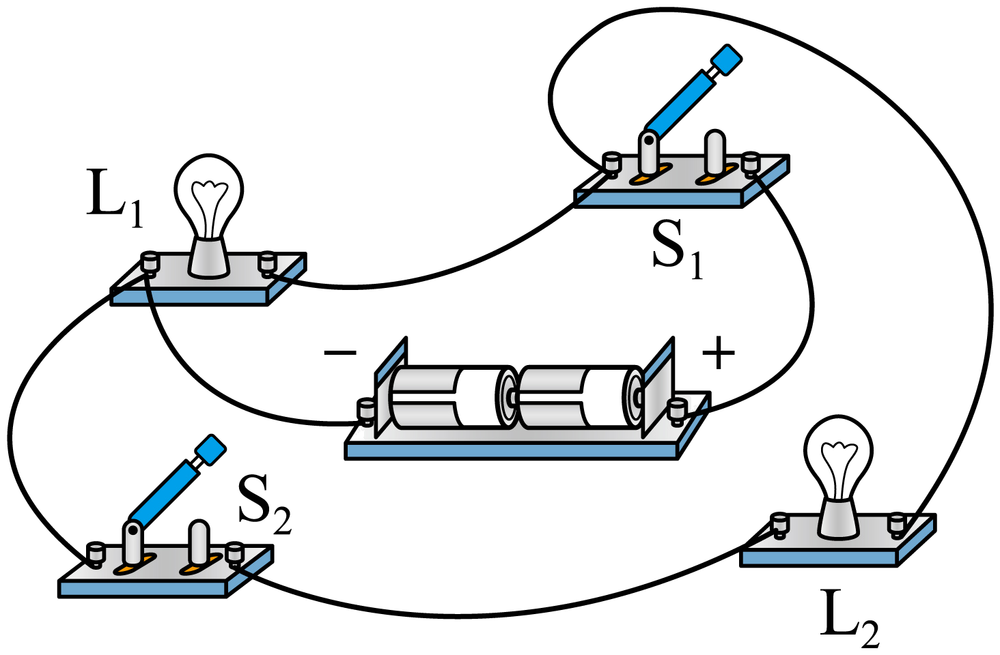 L₁
S₁
−
+
S₂
L₂